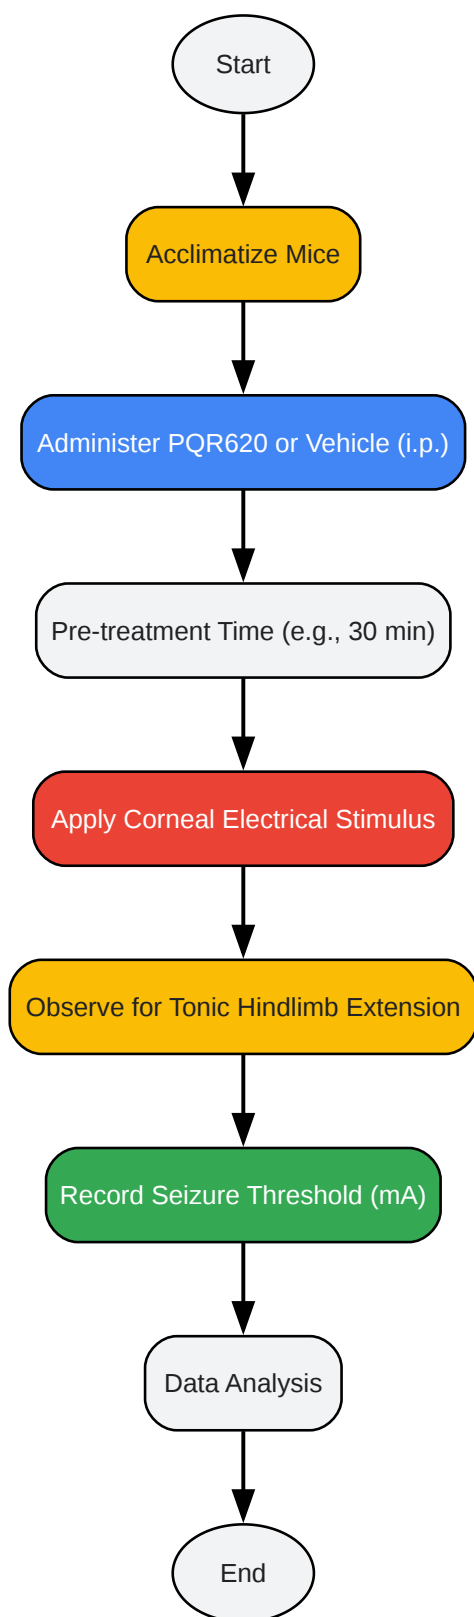 Start
Acclimatize Mice
Administer PQR620 or Vehicle (i.p.)
Pre-treatment Time (e.g., 30 min)
Apply Corneal Electrical Stimulus
Observe for Tonic Hindlimb Extension
Record Seizure Threshold (mA)
Data Analysis
End